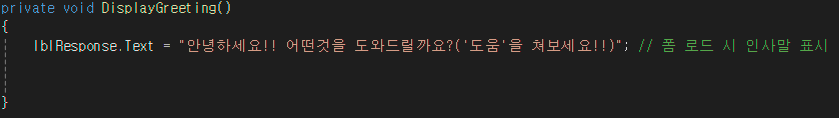 private void DisplayGreeting()
{
lblResponse.Text = "안녕하세요!! 어떤것을 도와드릴까요?('도움'을 쳐보세요!!)"; // 폼 로드 시 인사말 표시
}